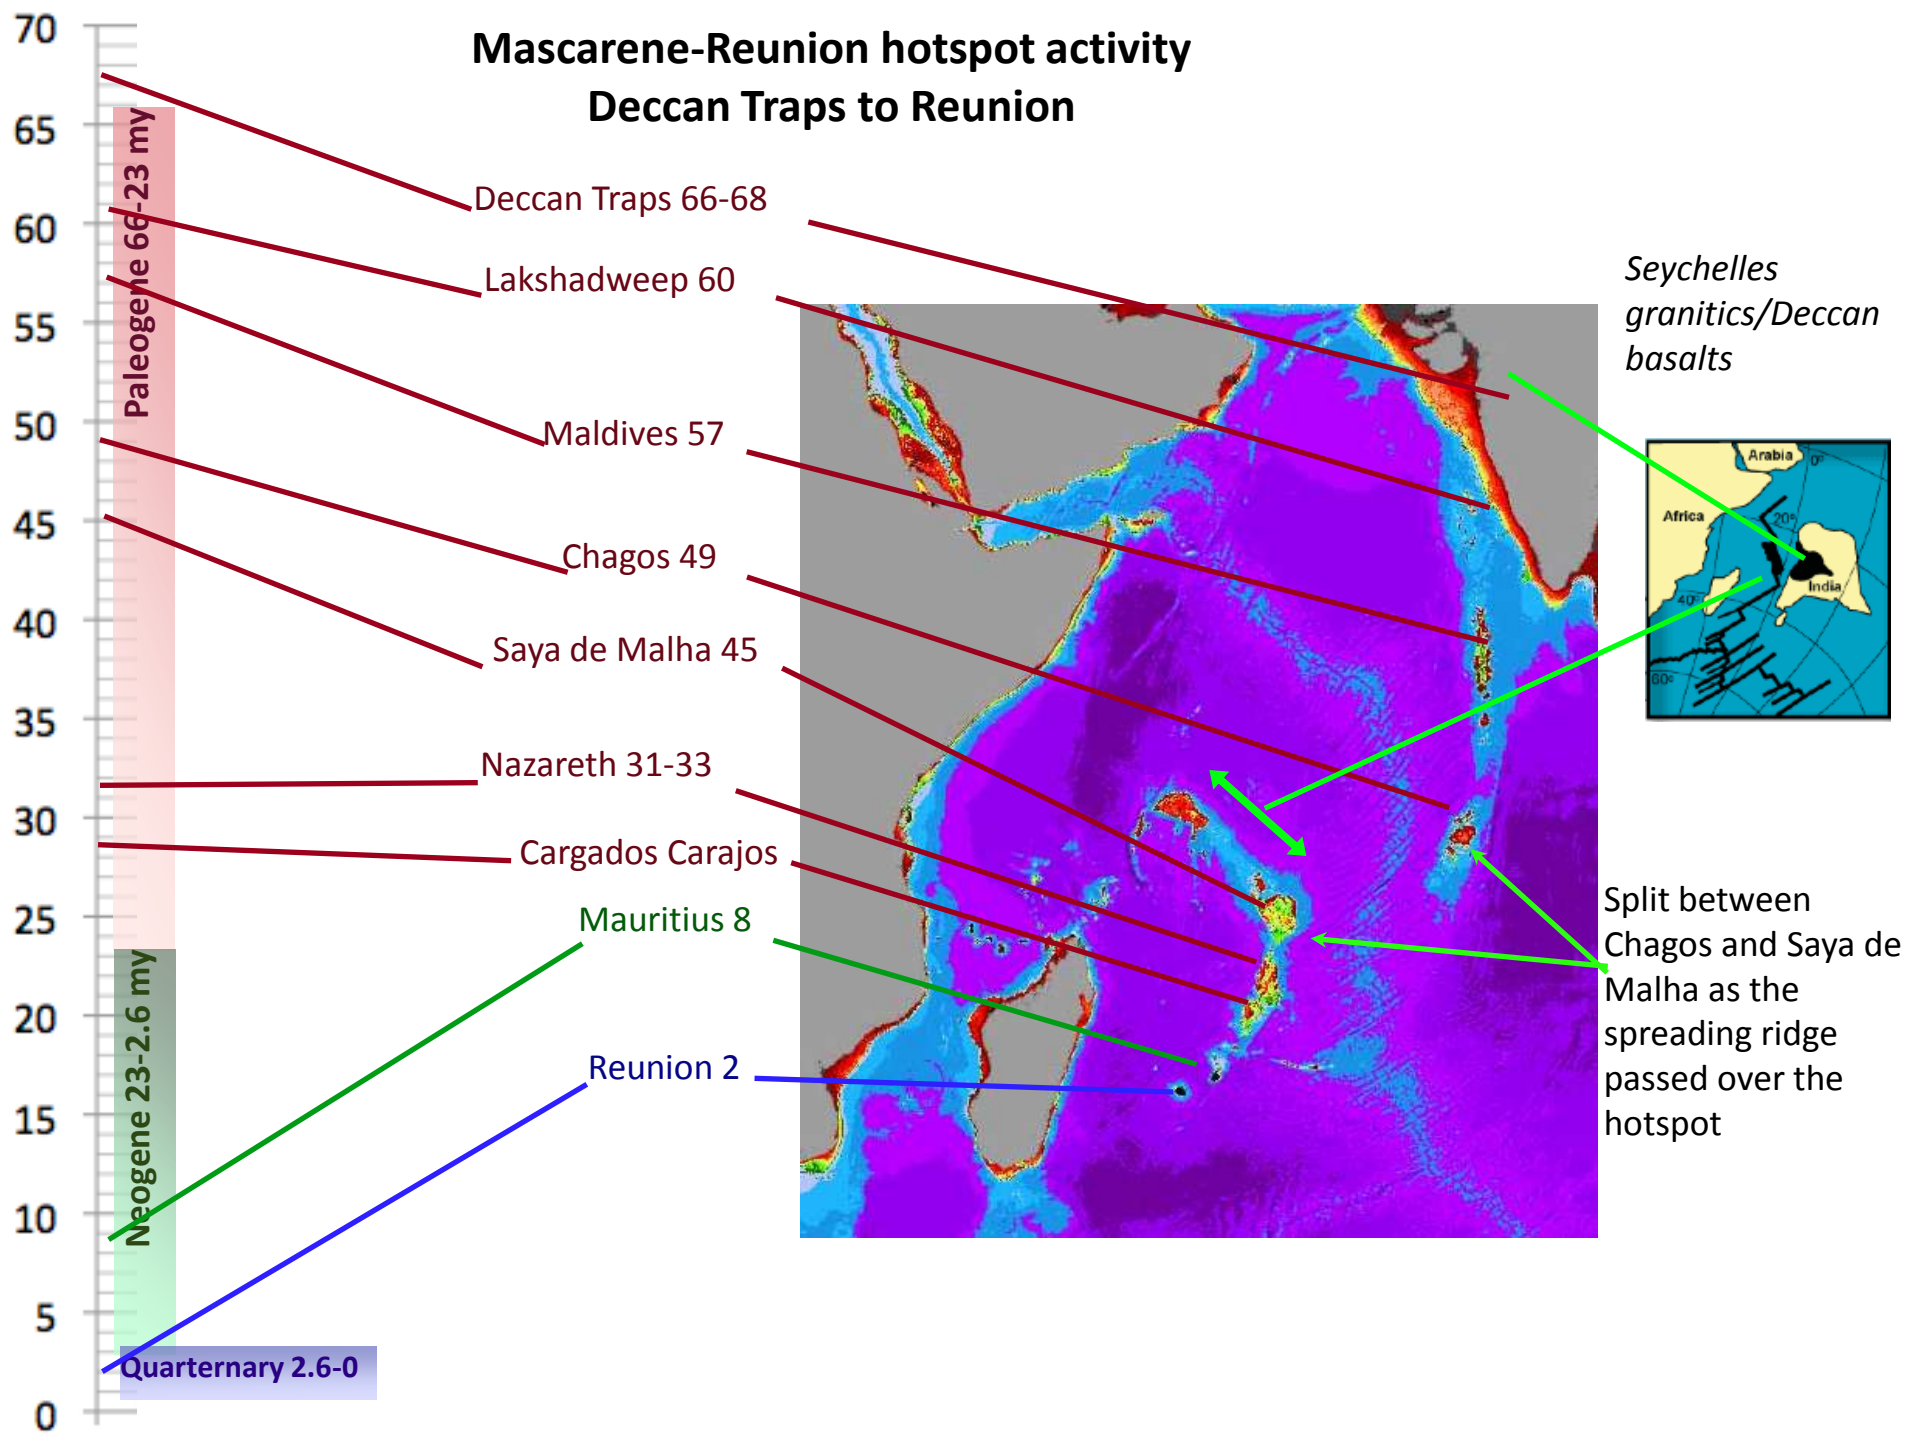 Mascarene-Reunion hotspot activity
Deccan Traps to Reunion
70
65
60
55
50
45
40
35
30
25
20
15
10
5
0
Paleogene 66-23 my
Neogene 23-2.6 my
Quarternary 2.6-0
Deccan Traps 66-68
Lakshadweep 60
Maldives 57
Chagos 49
Saya de Malha 45
Nazareth 31-33
Cargados Carajos
Mauritius 8
Reunion 2
Seychelles
granitics/Deccan
basalts
Arabia
0º
Africa
20º
India
40º
60º
Split between
Chagos and Saya de
Malha as the
spreading ridge
passed over the
hotspot